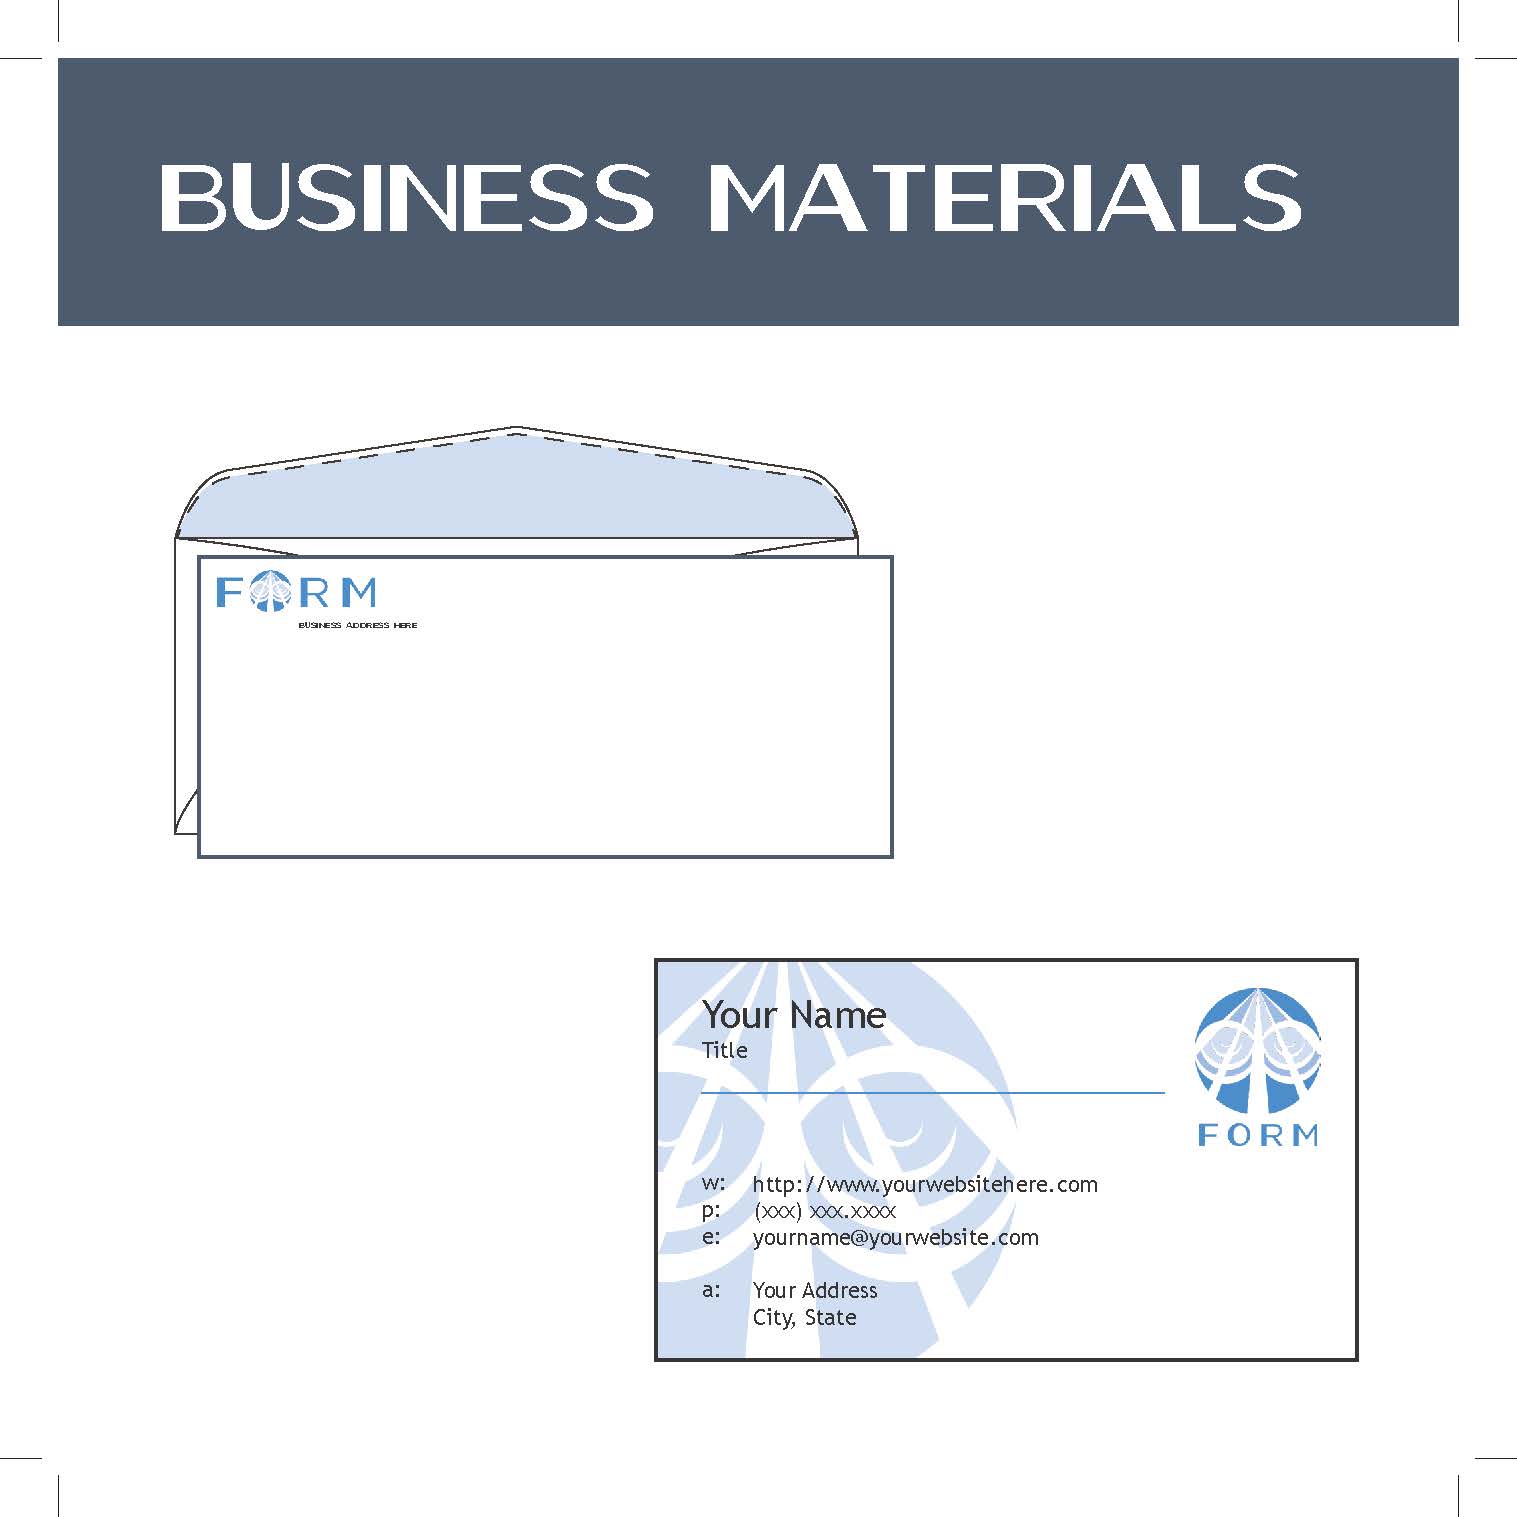 BUSINESS MATERIALS
FORM
BUSINESS ADDRESS HERE
Your Name
Title
FORM
w: http://www.yourwebsitehere.com
p: (xxx) xxx.xxxx
e: yourname@yourwebsite.com
a: Your Address
City, State